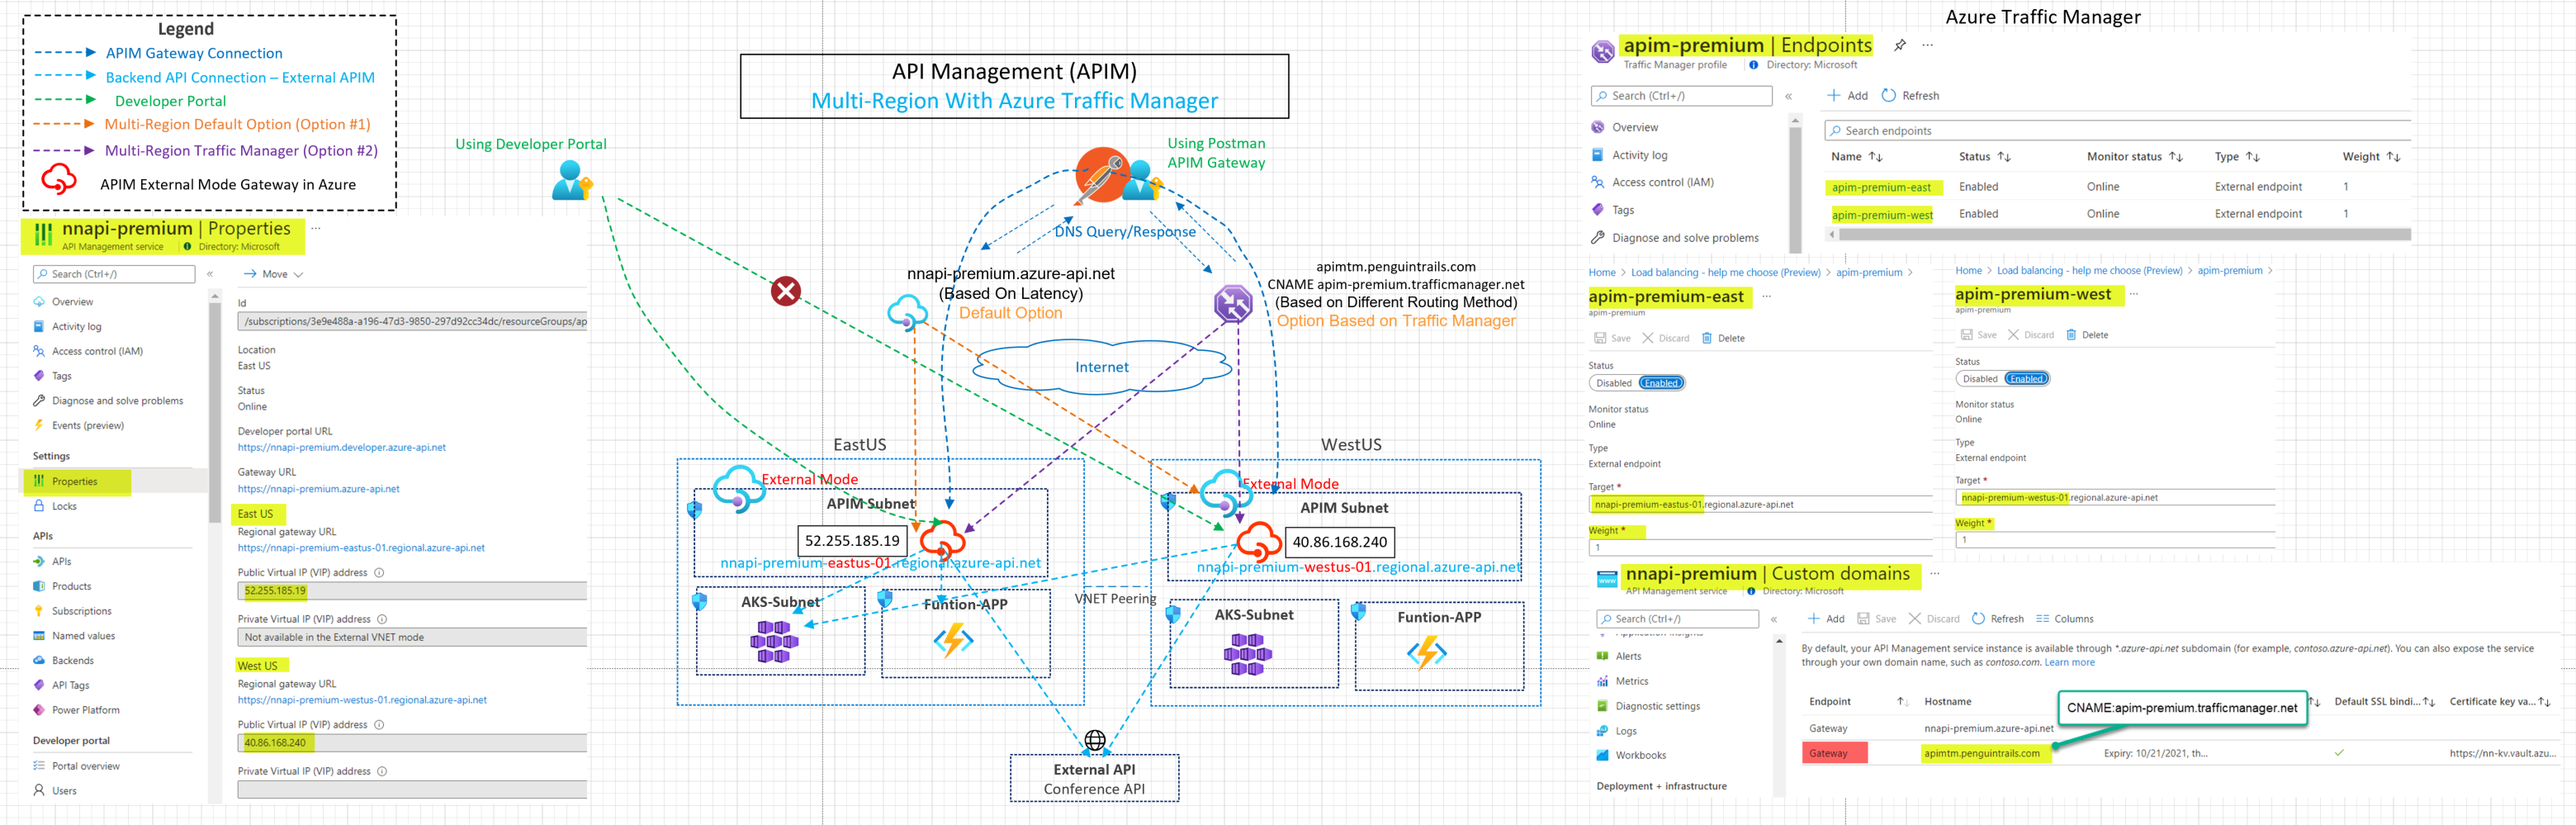 Legend
APIM Gateway Connection
Backend API Connection – External APIM
Developer Portal
Multi-Region Default Option (Option #1)
Multi-Region Traffic Manager (Option #2)
APIM External Mode Gateway in Azure
nnapi-premium | Properties ...
API Management service Directory: Microsoft
Search (Ctrl+/) «
Overview
Activity log
Access control (IAM)
Tags
Diagnose and solve problems
Events (preview)
Settings
Properties
Locks
APIs
APIs
Products
Subscriptions
Named values
Backends
API Tags
Power Platform
Developer portal
Portal overview
Users
Move
Id
/subscriptions/3e9e488a-a196-47d3-9850-297d92cc34dc/resourceGroups/ap
Location
East US
Status
Online
Developer portal URL
https://nnapi-premium.developer.azure-api.net
Gateway URL
https://nnapi-premium.azure-api.net
East US
Regional gateway URL
https://nnapi-premium-eastus-01.regional.azure-api.net
Public Virtual IP (VIP) address
52.255.185.19
Private Virtual IP (VIP) address
Not available in the External VNET mode
West US
Regional gateway URL
https://nnapi-premium-westus-01.regional.azure-api.net
Public Virtual IP (VIP) address
40.86.168.240
Private Virtual IP (VIP) address
API Management (APIM)
Multi-Region With Azure Traffic Manager
Using Developer Portal
Using Postman
APIM Gateway
DNS Query/Response
nnapi-premium.azure-api.net
(Based On Latency)
Default Option
apimtm.penguintrails.com
CNAME apim-premium.trafficmanager.net
(Based on Different Routing Method)
Option Based on Traffic Manager
Internet
EastUS
External Mode
APIM Subnet
52.255.185.19
nnapi-premium-eastus-01.regional.azure-api.net
AKS-Subnet
Funtion-APP
VNET Peering
WestUS
External Mode
APIM Subnet
40.86.168.240
nnapi-premium-westus-01.regional.azure-api.net
AKS-Subnet
Funtion-APP
External API
Conference API
Azure Traffic Manager
apim-premium | Endpoints ...
Traffic Manager profile Directory: Microsoft
Search (Ctrl+/) «
Overview
Activity log
Access control (IAM)
Tags
Diagnose and solve problems
Add Refresh
Search endpoints
Name Status Monitor status Type Weight
apim-premium-east Enabled Online External endpoint 1
apim-premium-west Enabled Online External endpoint 1
Home > Load balancing - help me choose (Preview) > apim-premium >
apim-premium-east ...
apim-premium
Save Discard Delete
Status
Disabled Enabled
Monitor status
Online
Type
External endpoint
Target *
nnapi-premium-eastus-01.regional.azure-api.net
Weight *
1
Home > Load balancing - help me choose (Preview) > apim-premium >
apim-premium-west ...
apim-premium
Save Discard Delete
Status
Disabled Enabled
Monitor status
Online
Type
External endpoint
Target *
nnapi-premium-westus-01.regional.azure-api.net
Weight *
1
www
nnapi-premium | Custom domains ...
API Management service Directory: Microsoft
Search (Ctrl+/) «
Application Insights
Alerts
Metrics
Diagnostic settings
Logs
Workbooks
Deployment + infrastructure
Add Save Discard Refresh Columns
By default, your API Management service instance is available through *.azure-api.net subdomain (for example, contoso.azure-api.net). You can also expose the service
through your own domain name, such as contoso.com. Learn more
Endpoint Hostname Default SSL bindi... Certificate key va...
CNAME:apim-premium.trafficmanager.net
Gateway nnapi-premium.azure-api.net
Gateway apimtm.penguintrails.com Expiry: 10/21/2021, th... https://nn-kv.vault.azu...